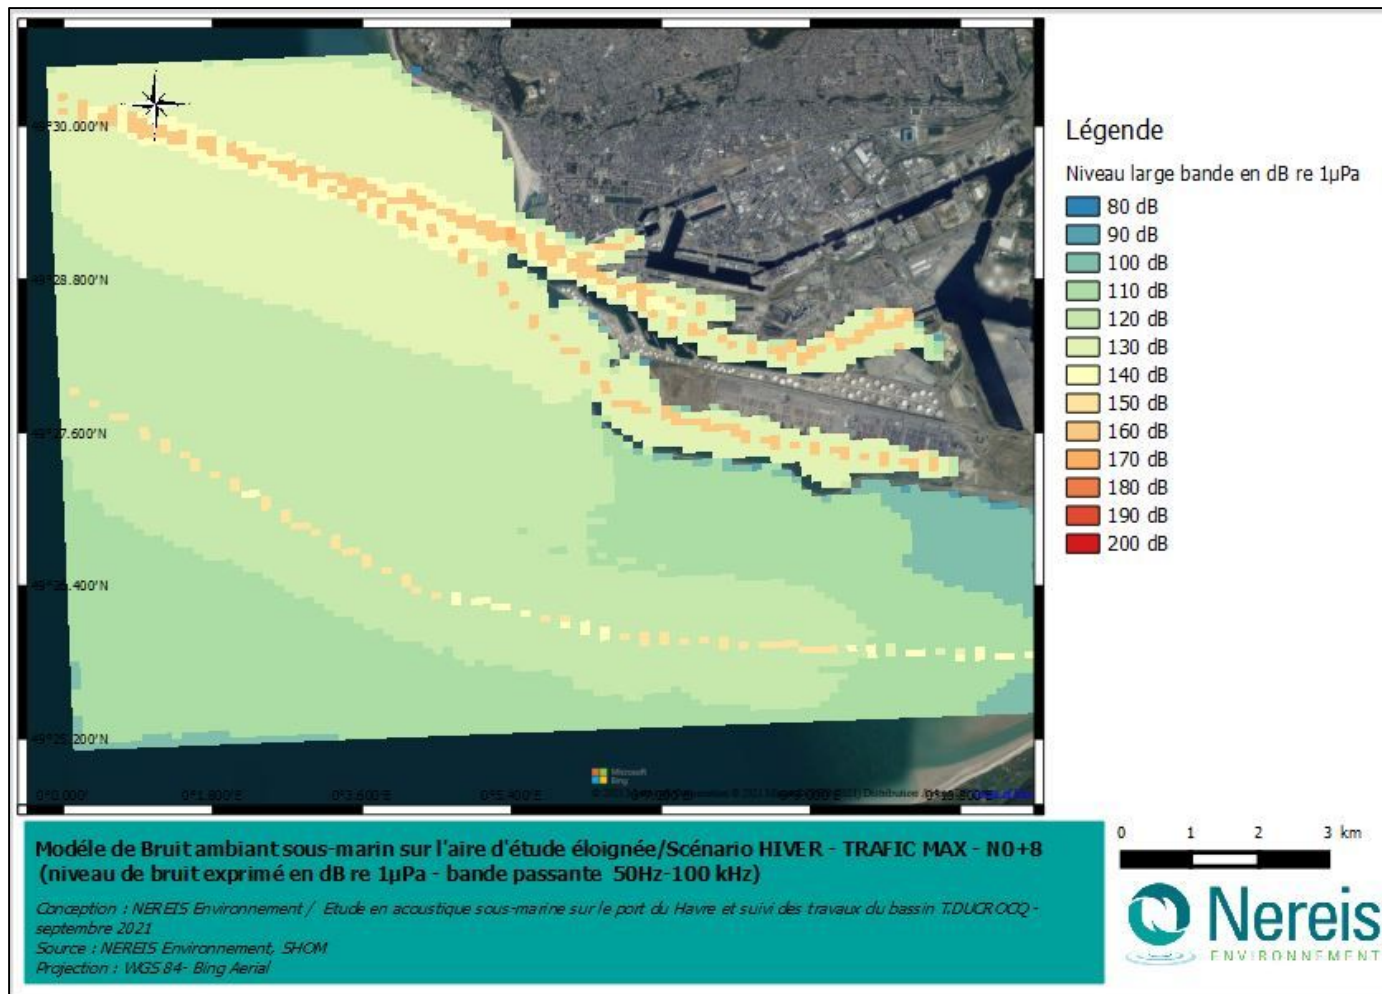 49°30.000'N
49°28.800'N
49°27.600'N
49°26.400'N
49°25.200'N
0°0.000'
0°1.800'E
0°3.600'E
0°5.400'E
Microsoft
Bing
Légende
Niveau large bande en dB re 1µPa
80 dB
90 dB
100 dB
110 dB
120 dB
130 dB
140 dB
150 dB
160 dB
170 dB
180 dB
190 dB
200 dB
0 1 2 3 km
Modéle de Bruit ambiant sous-marin sur l'aire d'étude éloignée/Scénario HIVER - TRAFIC MAX - N0+8
(niveau de bruit exprimé en dB re 1µPa - bande passante 50Hz-100 kHz)
Conception : NEREIS Environnement / Etude en acoustique sous-marine sur le port du Havre et suivi des travaux du bassin T.DUCROCQ -
septembre 2021
Source : NEREIS Environnement, SHOM
Projection : WGS 84- Bing Aerial
Nereis
ENVIRONNEMENT